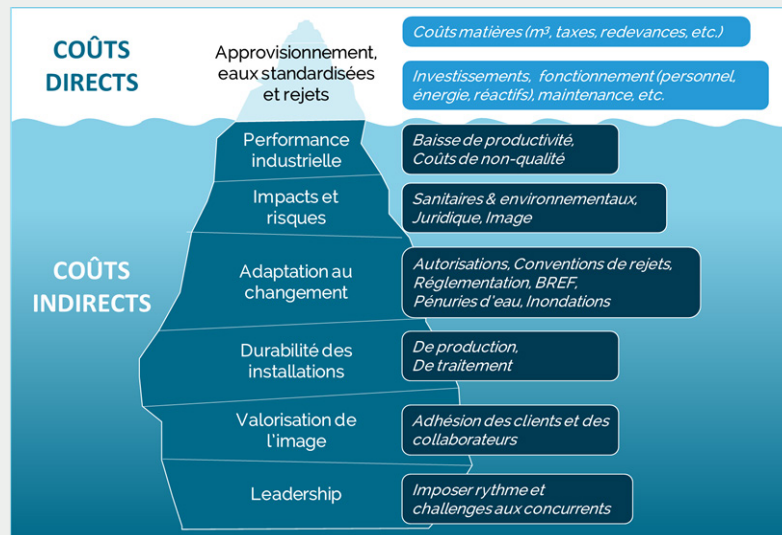 COÛTS
DIRECTS
Approvisionnement,
eaux standardisées
et rejets
Coûts matières (m³, taxes, redevances, etc.)
Investissements, fonctionnement (personnel,
énergie, réactifs), maintenance, etc.
COÛTS
INDIRECTS
Performance
industrielle
Baisse de productivité,
Coûts de non-qualité
Impacts et
risques
Sanitaires & environnementaux,
Juridique, Image
Adaptation au
changement
Autorisations, Conventions de rejets,
Réglementation, BREF,
Pénuries d'eau, Inondations
Durabilité des
installations
De production,
De traitement
Valorisation de
l'image
Adhésion des clients et des
collaborateurs
Leadership
Imposer rythme et
challenges aux concurrents